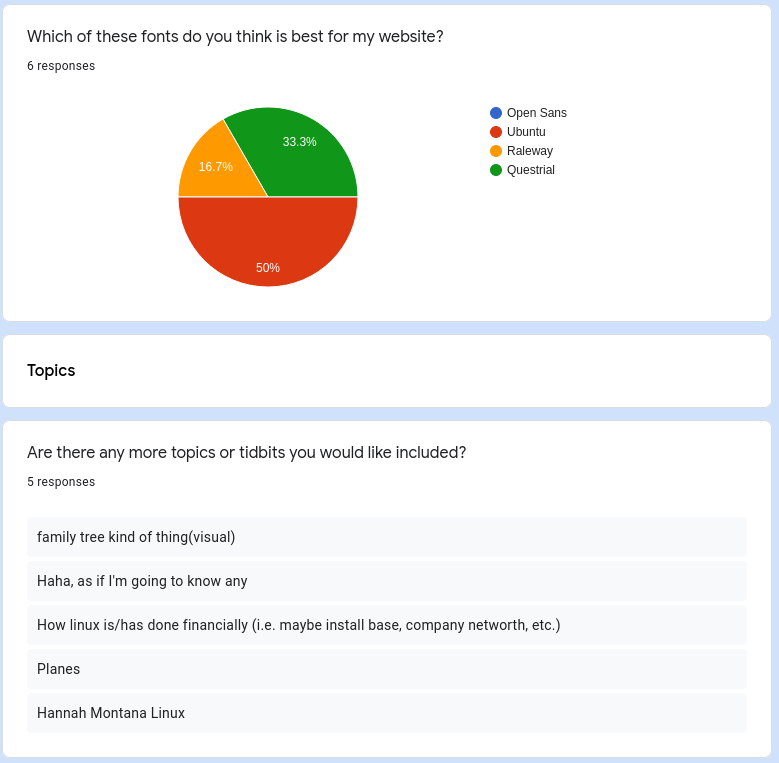 Which of these fonts do you think is best for my website?
6 responses
Open Sans
Ubuntu
Raleway
Questrial
33.3%
16.7%
50%
Topics
Are there any more topics or tidbits you would like included?
5 responses
family tree kind of thing(visual)
Haha, as if I'm going to know any
How linux is/has done financially (i.e. maybe install base, company networth, etc.)
Planes
Hannah Montana Linux